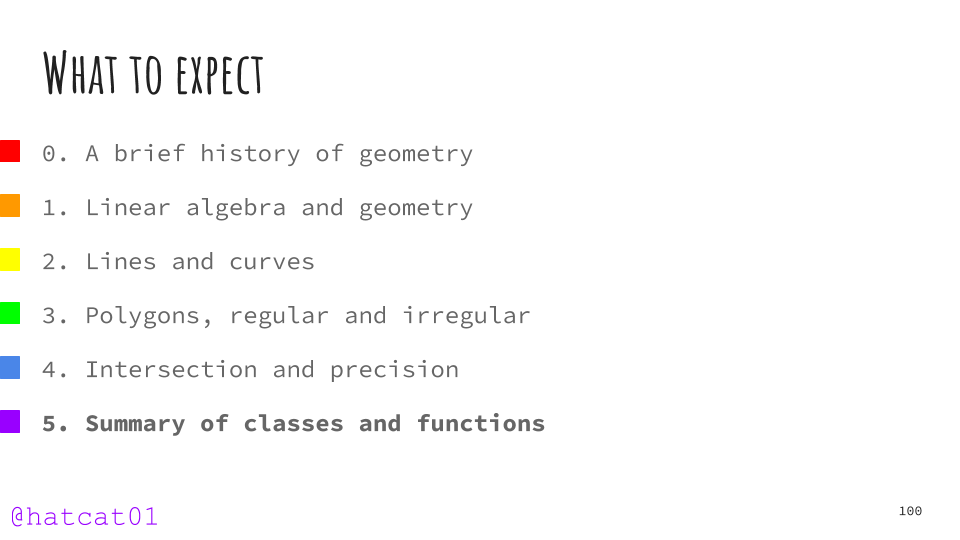 What to expect
0. A brief history of geometry
1. Linear algebra and geometry
2. Lines and curves
3. Polygons, regular and irregular
4. Intersection and precision
5. Summary of classes and functions
@hatcat01
100